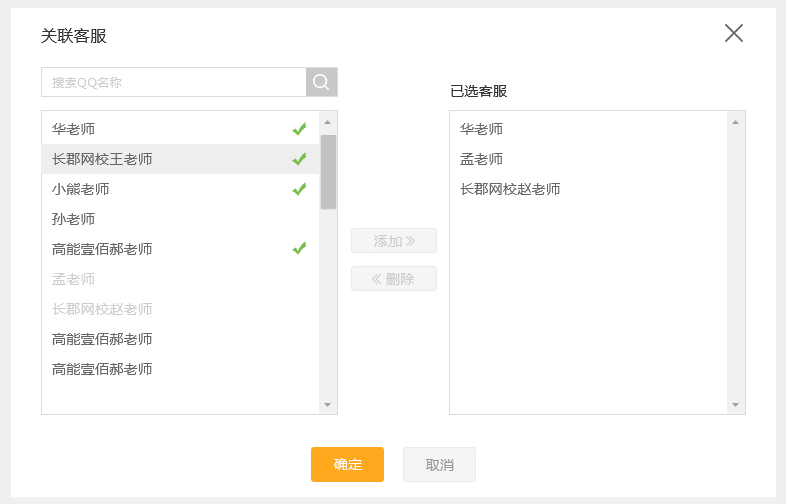 关联客服
搜索QQ名称
华老师
长郡网校王老师
小熊老师
孙老师
高能壹佰郝老师
孟老师
长郡网校赵老师
高能壹佰郝老师
高能壹佰郝老师
添加 »
« 删除
已选客服
华老师
孟老师
长郡网校赵老师
确定
取消